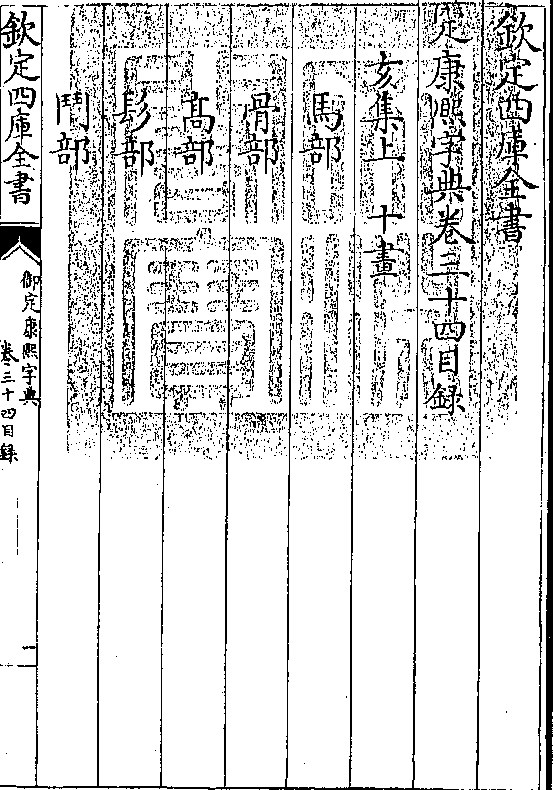 欽定四庫全書
定康熙字典卷三十四目録
亥集上 十畫
馬部
骨部
高部
髟部
鬥部
欽定四庫全書
御定康熙字典
卷三十四目録
一